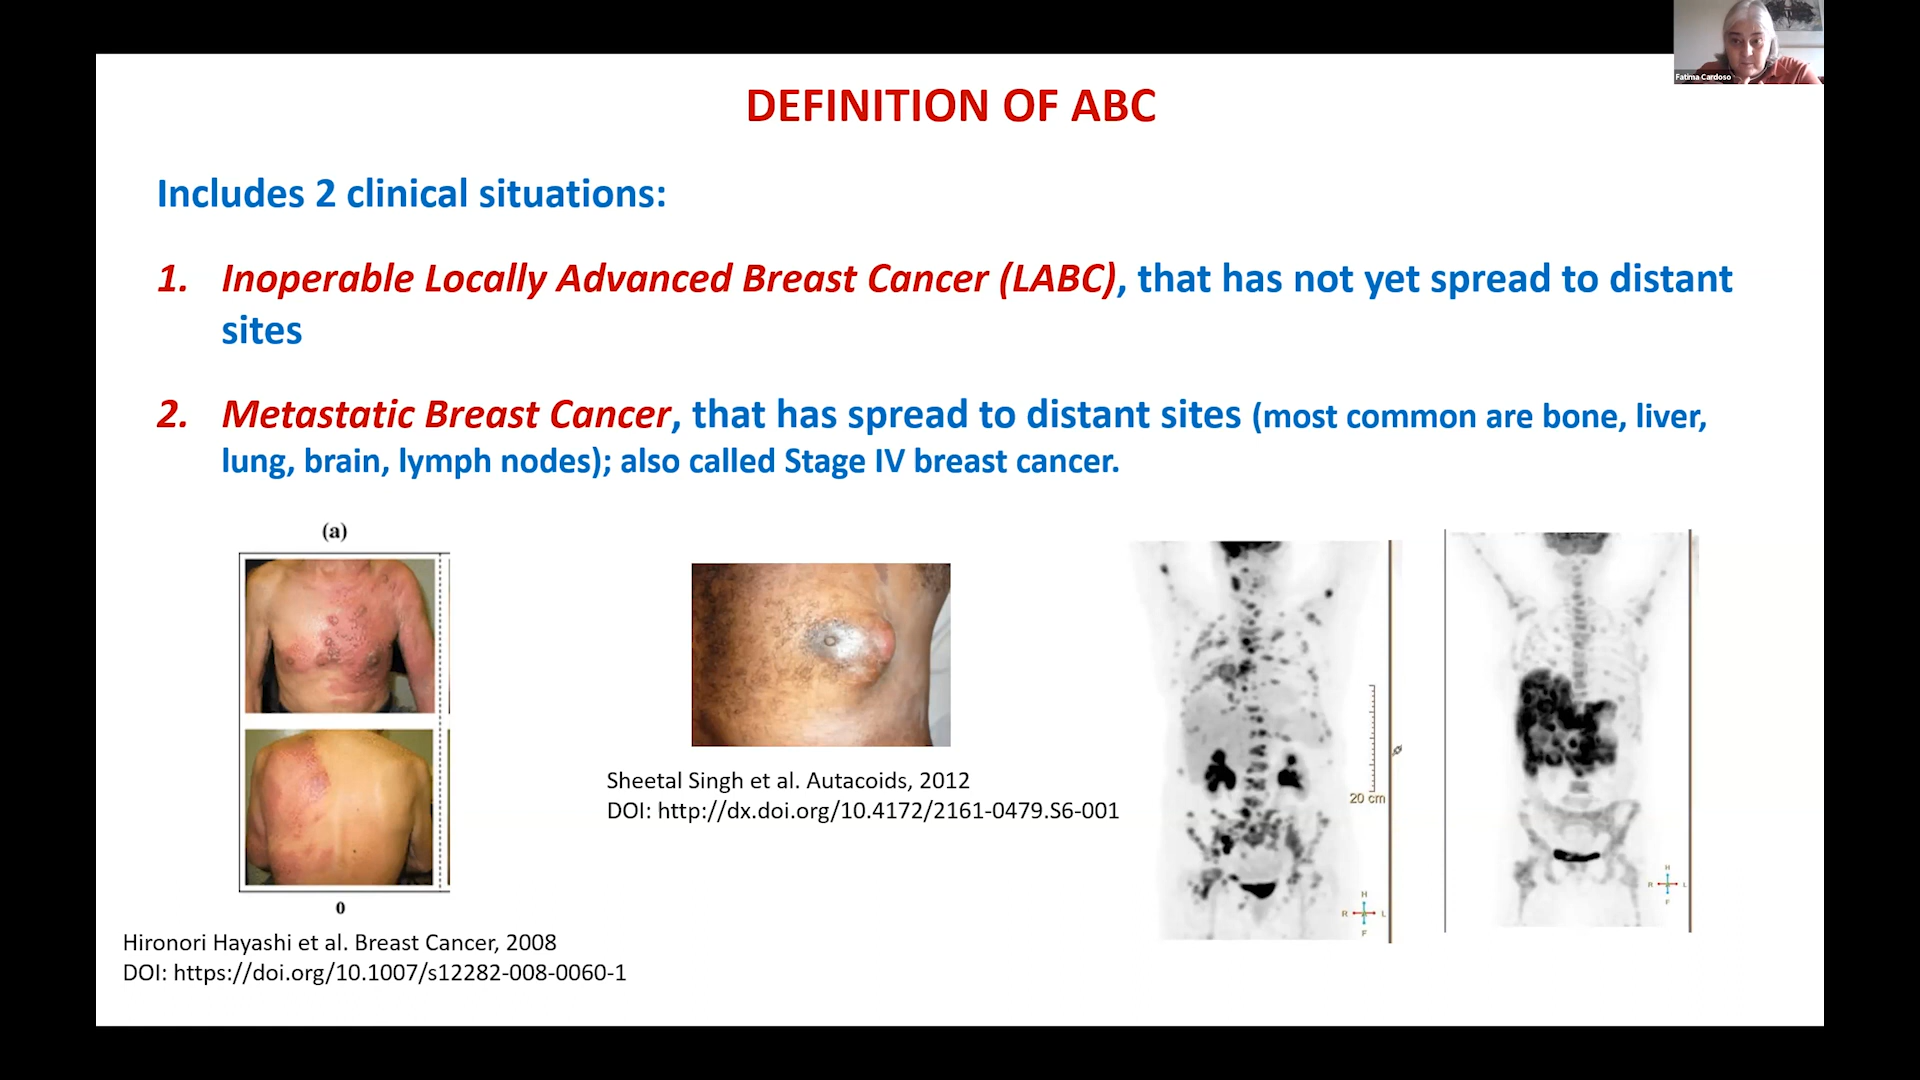 Fatima Cardoso
DEFINITION OF ABC
Includes 2 clinical situations:
1. Inoperable Locally Advanced Breast Cancer (LABC), that has not yet spread to distant
sites
2. Metastatic Breast Cancer, that has spread to distant sites (most common are bone, liver,
lung, brain, lymph nodes); also called Stage IV breast cancer.
(a)
0
Hironori Hayashi et al. Breast Cancer, 2008
DOI: https://doi.org/10.1007/s12282-008-0060-1
Sheetal Singh et al. Autacoids, 2012
DOI: http://dx.doi.org/10.4172/2161-0479.S6-001
20 cm
H
R A L
F
H
R A L
F